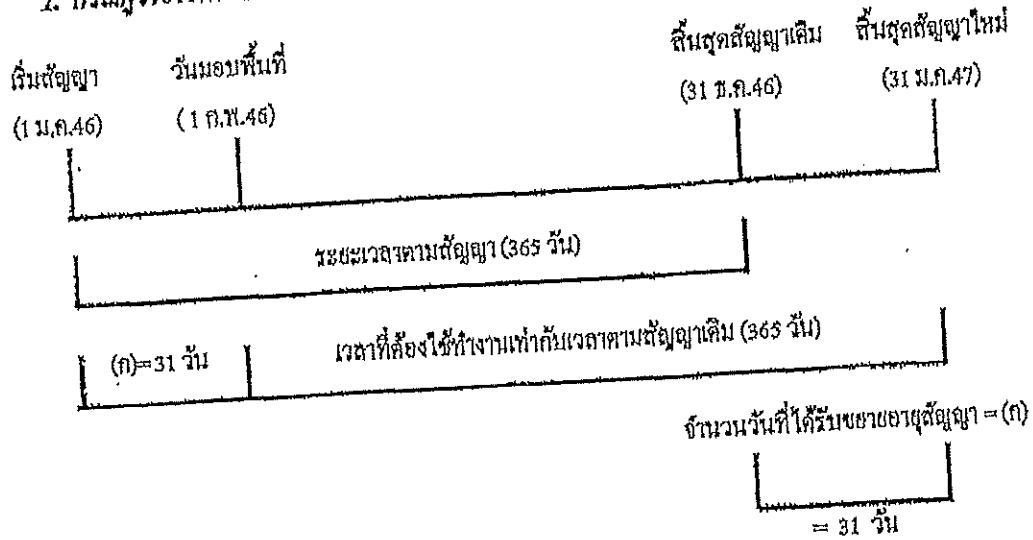 สิ้นสุดสัญญาเดิม สิ้นสุดสัญญาใหม่
เริ่มสัญญา วันมอบพื้นที่
(31 ธ.ค.46) (31 ม.ค.47)
(1 ม.ค.46) (1 ก.พ.46)
ระยะเวลาตามสัญญา (365 วัน)
(ก)=31 วัน เวลาที่ต้องใช้ทำงานเท่ากับเวลาตามสัญญาเดิม (365 วัน)
จำนวนวันที่ได้รับขยายอายุสัญญา = (ก)
= 31 วัน